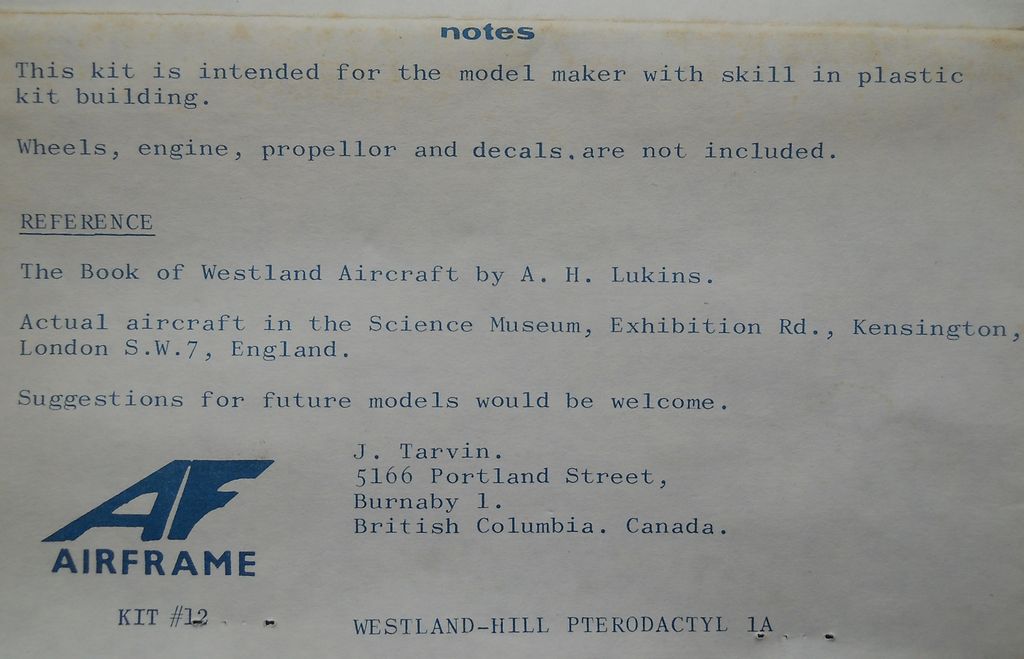 notes
This kit is intended for the model maker with skill in plastic
kit building.
Wheels, engine, propellor and decals.are not included.
REFERENCE
The Book of Westland Aircraft by A. H. Lukins.
Actual aircraft in the Science Museum, Exhibition Rd., Kensington,
London S.W.7, England.
Suggestions for future models would be welcome.
J. Tarvin.
5166 Portland Street,
Burnaby 1.
British Columbia. Canada.
AF
AIRFRAME
KIT #12
WESTLAND-HILL PTERODACTYL 1A